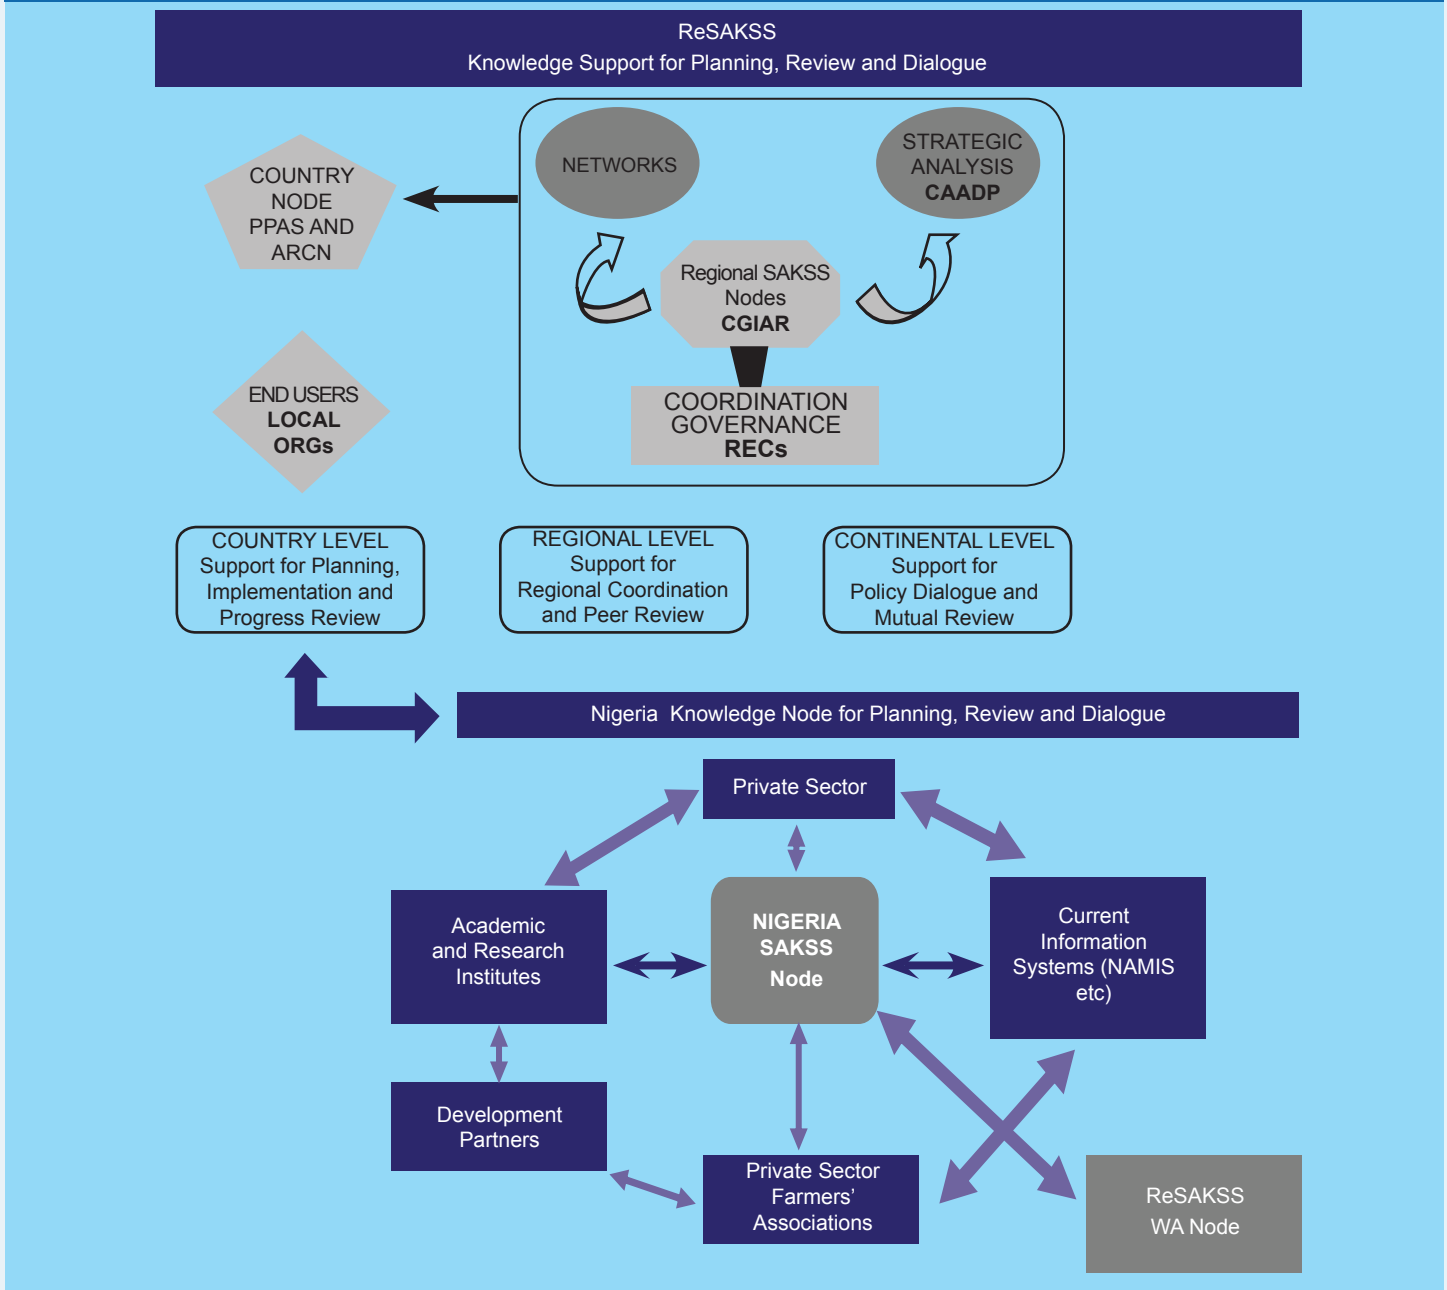 ReSAKSS
Knowledge Support for Planning, Review and Dialogue
COUNTRY
NODE
PPAS AND
ARCN
NETWORKS
STRATEGIC
ANALYSIS
CAADP
Regional SAKSS
Nodes
CGIAR
COORDINATION
GOVERNANCE
RECs
END USERS
LOCAL
ORGs
COUNTRY LEVEL
Support for Planning,
Implementation and
Progress Review
REGIONAL LEVEL
Support for
Regional Coordination
and Peer Review
CONTINENTAL LEVEL
Support for
Policy Dialogue and
Mutual Review
Nigeria Knowledge Node for Planning, Review and Dialogue
Private Sector
Academic
and Research
Institutes
NIGERIA
SAKSS
Node
Current
Information
Systems (NAMIS
etc)
Development
Partners
Private Sector
Farmers’
Associations
ReSAKSS
WA Node